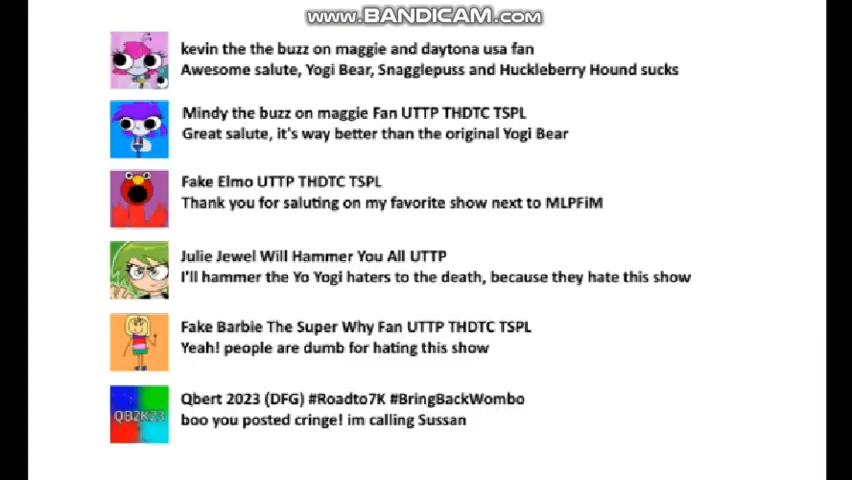 www.BANDICAM.com
kevin the the buzz on maggie and daytona usa fan
Awesome salute, Yogi Bear, Snagglepuss and Huckleberry Hound sucks
Mindy the buzz on maggie Fan UTTP THDTC TSPL
Great salute, it's way better than the original Yogi Bear
Fake Elmo UTTP THDTC TSPL
Thank you for saluting on my favorite show next to MLPFiM
Julie Jewel Will Hammer You All UTTP
I'll hammer the Yo Yogi haters to the death, because they hate this show
Fake Barbie The Super Why Fan UTTP THDTC TSPL
Yeah! people are dumb for hating this show
Qbert 2023 (DFG) #Roadto7K #BringBackWombo
QB2K23
boo you posted cringe! im calling Sussan